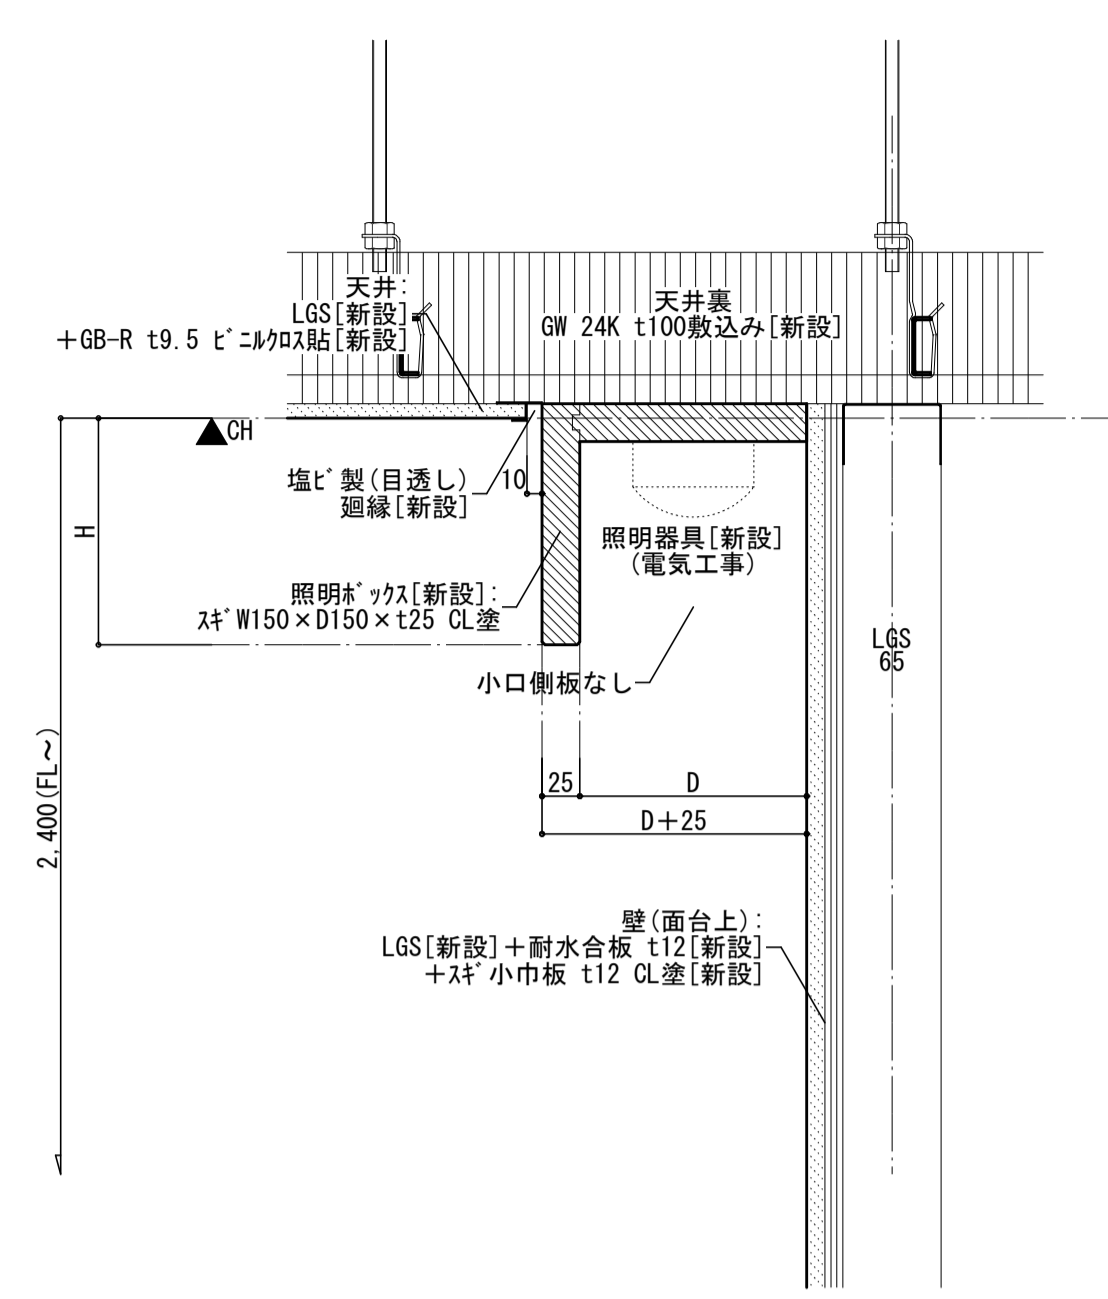 天井:
LGS[新設]
＋GB-R t9.5 ﾋﾞﾆﾙｸﾛｽ貼[新設]
天井裏
GW 24K t100敷込み[新設]
CH
塩ﾋﾞ製(目透し)
廻縁[新設]
10
H
照明器具[新設]
(電気工事)
照明ﾎﾞｯｸｽ[新設]:
ｽｷﾞW150×D150×t25 CL塗
LGS
65
小口側板なし
2,400(FL～)
25
D
D＋25
壁(面台上):
LGS[新設]＋耐水合板 t12[新設]
＋ｽｷﾞ小巾板 t12 CL塗[新設]